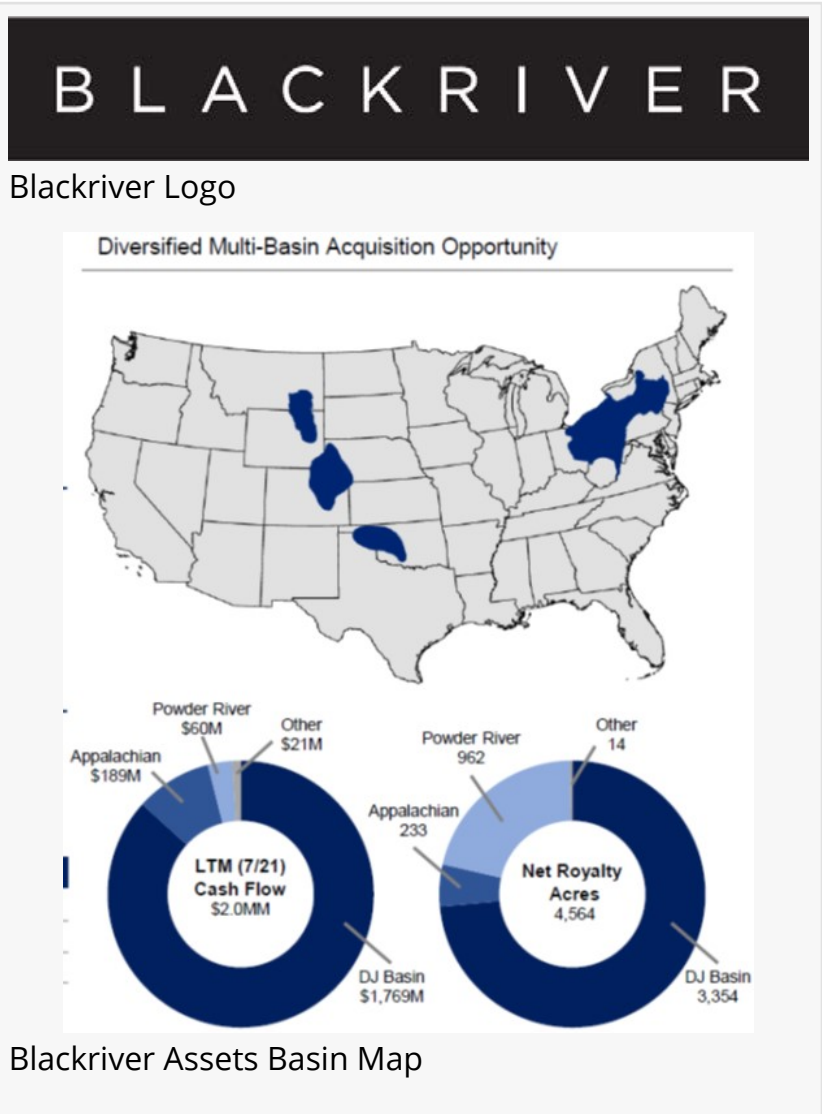 BLACKRIVER
Blackriver Logo
Diversified Multi-Basin Acquisition Opportunity
Powder River
$60M
Other
$21M
Appalachian
$189M
LTM (7/21)
Cash Flow
$2.0MM
DJ Basin
$1,769M
Other
14
Powder River
962
Appalachian
233
Net Royalty
Acres
4,564
DJ Basin
3,354
Blackriver Assets Basin Map